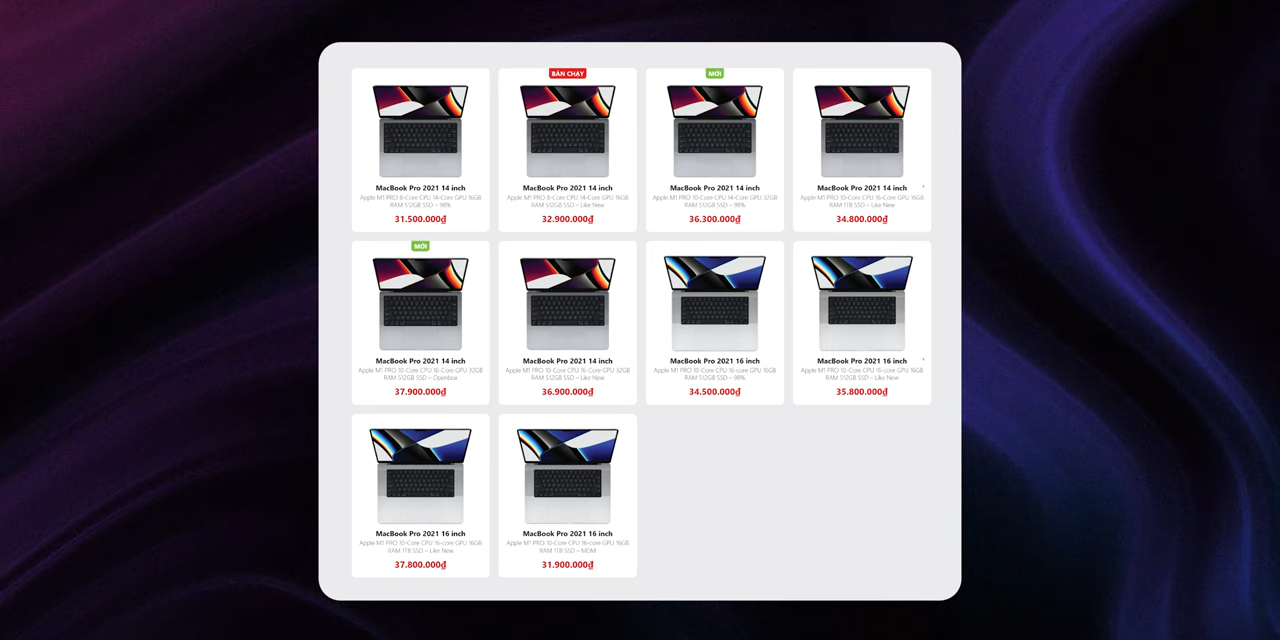 MacBook Pro 2021 14 inch
Apple M1 PRO 8-Core CPU 14-Core GPU 16GB
RAM 512GB SSD – 98%
31.500.000₫
BÁN CHẠY
MacBook Pro 2021 14 inch
Apple M1 PRO 8-Core CPU 14-Core GPU 16GB
RAM 512GB SSD – Like New
32.900.000₫
MỚI
MacBook Pro 2021 14 inch
Apple M1 PRO 10-Core CPU 14-Core GPU 32GB
RAM 512GB SSD – 98%
36.300.000₫
MacBook Pro 2021 14 inch
Apple M1 PRO 10-Core CPU 16-Core GPU 16GB
RAM 1TB SSD – Like New
34.800.000₫
MỚI
MacBook Pro 2021 14 inch
Apple M1 PRO 10-Core CPU 16-Core GPU 32GB
RAM 512GB SSD – Openbox
37.900.000₫
MacBook Pro 2021 14 inch
Apple M1 PRO 10-Core CPU 16-Core GPU 32GB
RAM 512GB SSD – Like New
36.900.000₫
MacBook Pro 2021 16 inch
Apple M1 PRO 10-Core CPU 16-core GPU 16GB
RAM 512GB SSD – 98%
34.500.000₫
MacBook Pro 2021 16 inch
Apple M1 PRO 10-Core CPU 16-core GPU 16GB
RAM 512GB SSD – Like New
35.800.000₫
MacBook Pro 2021 16 inch
Apple M1 PRO 10-Core CPU 16-core GPU 16GB
RAM 1TB SSD – Like New
37.800.000₫
MacBook Pro 2021 16 inch
Apple M1 PRO 10-Core CPU 16-core GPU 16GB
RAM 1TB SSD – MDM
31.900.000₫